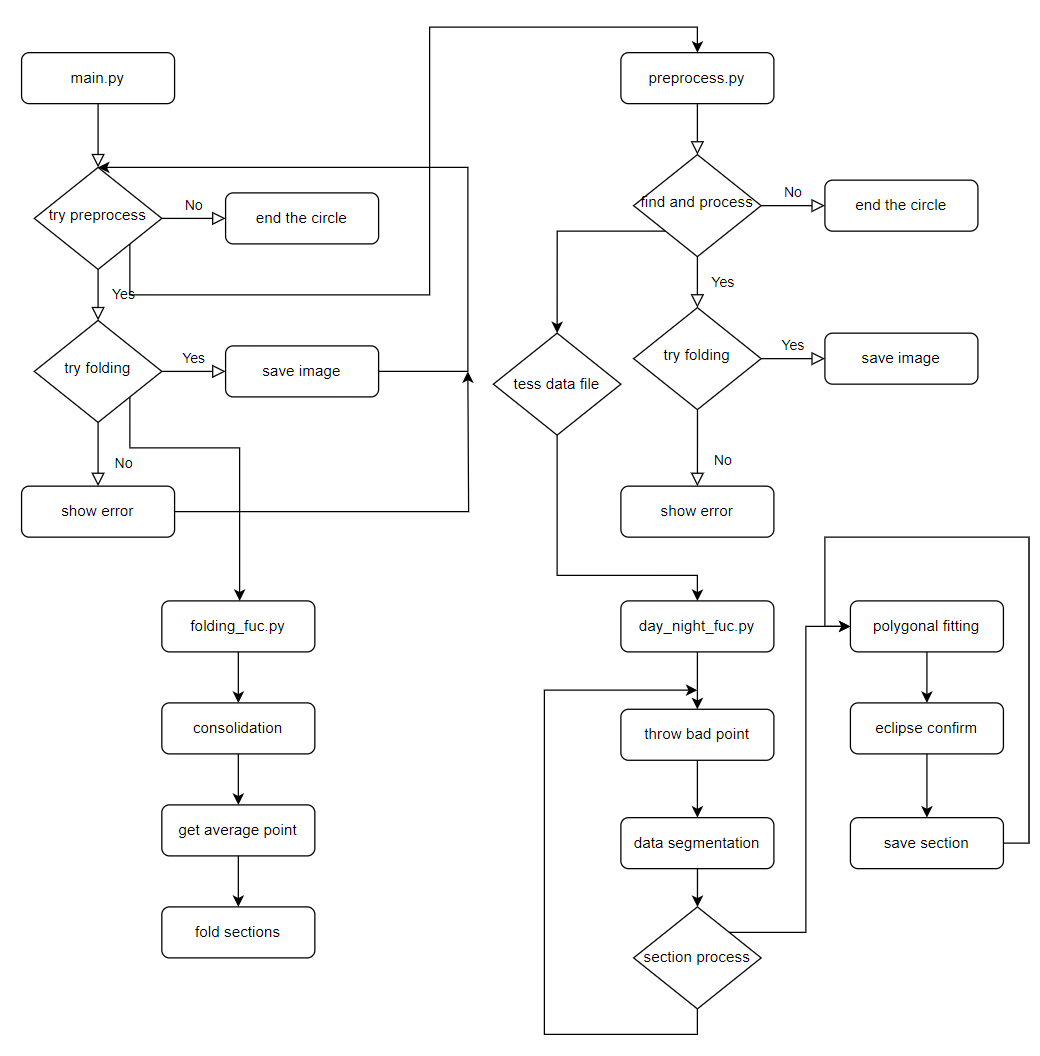 main.py
preprocess.py
try preprocess
No
end the circle
find and process
No
end the circle
Yes
Yes
try folding
Yes
save image
tess data file
try folding
Yes
save image
No
No
show error
show error
folding_fuc.py
day_night_fuc.py
polygonal fitting
consolidation
throw bad point
eclipse confirm
get average point
data segmentation
save section
fold sections
section process